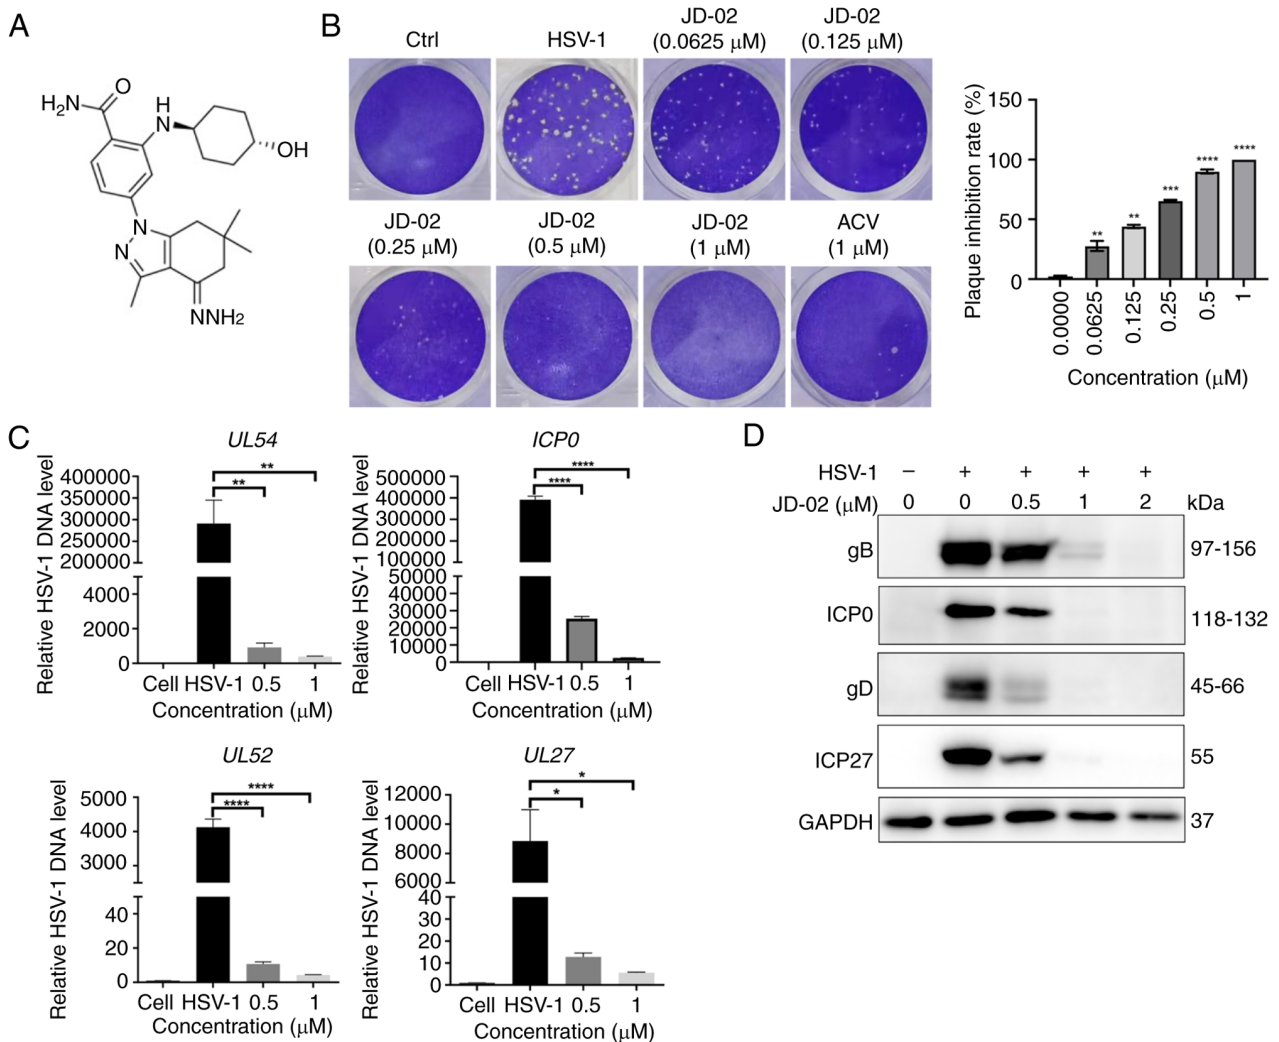 A
O
H₂N
H
N
OH
N
N
NNH₂
B
Ctrl
HSV-1
JD-02
(0.0625 μM)
JD-02
(0.125 μM)
JD-02
(0.25 μM)
JD-02
(0.5 μM)
JD-02
(1 μM)
ACV
(1 μM)
Plaque inhibition rate (%)
150
100
50
0
**
**
***
****
****
0.0000
0.0625
0.125
0.25
0.5
1
Concentration (μM)
C
UL54
Relative HSV-1 DNA level
400000
350000
300000
250000
200000
4000
2000
0
**
**
Cell HSV-1 0.5 1
Concentration (μM)
ICP0
Relative HSV-1 DNA level
500000
400000
300000
200000
100000
50000
40000
30000
20000
10000
0
****
****
Cell HSV-1 0.5 1
Concentration (μM)
UL52
Relative HSV-1 DNA level
5000
4000
3000
40
20
0
****
****
Cell HSV-1 0.5 1
Concentration (μM)
UL27
Relative HSV-1 DNA level
12000
10000
8000
6000
40
30
20
10
0
*
*
Cell HSV-1 0.5 1
Concentration (μM)
D
HSV-1 − + + + +
JD-02 (μM) 0 0 0.5 1 2 kDa
gB 97-156
ICP0 118-132
gD 45-66
ICP27 55
GAPDH 37